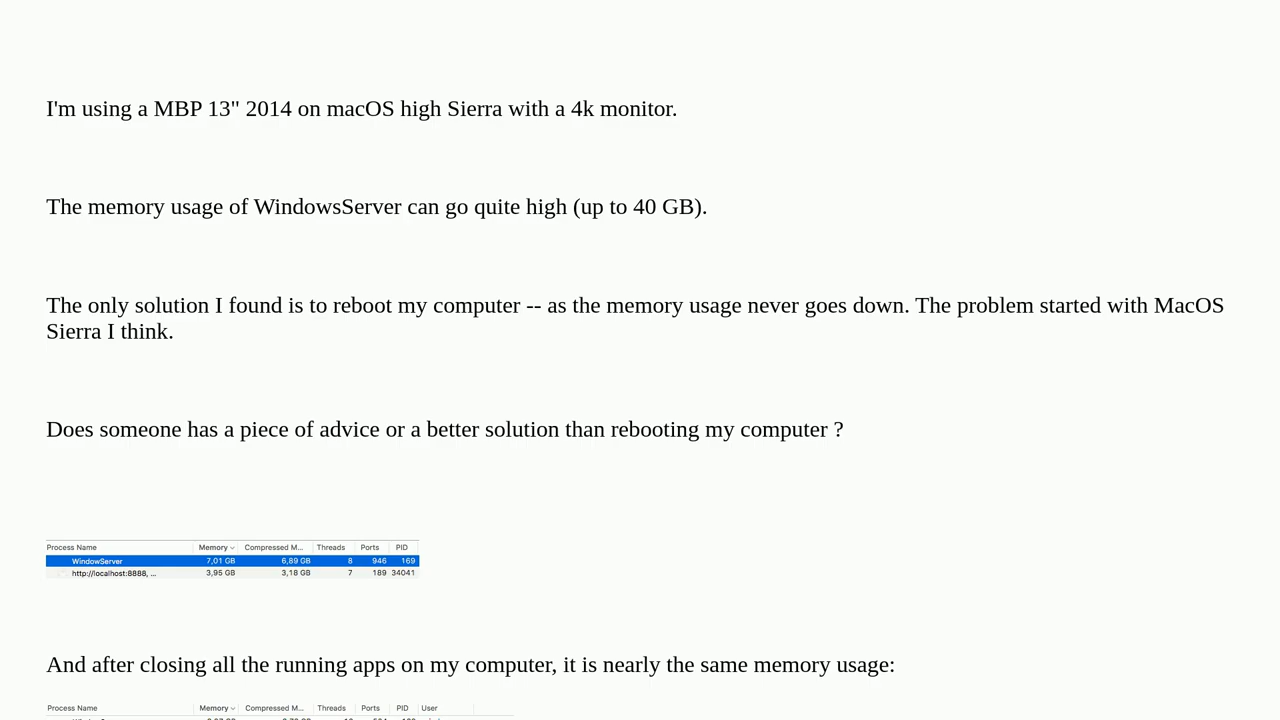 I'm using a MBP 13" 2014 on macOS high Sierra with a 4k monitor.
The memory usage of WindowsServer can go quite high (up to 40 GB).
The only solution I found is to reboot my computer -- as the memory usage never goes down. The problem started with MacOS
Sierra I think.
Does someone has a piece of advice or a better solution than rebooting my computer ?
Process Name Memory Compressed M... Threads Ports PID
WindowServer 7,01 GB 6,89 GB 8 946 169
http://localhost:8888, ... 3,95 GB 3,18 GB 7 189 34041
And after closing all the running apps on my computer, it is nearly the same memory usage:
Process Name Memory Compressed M... Threads Ports PID User